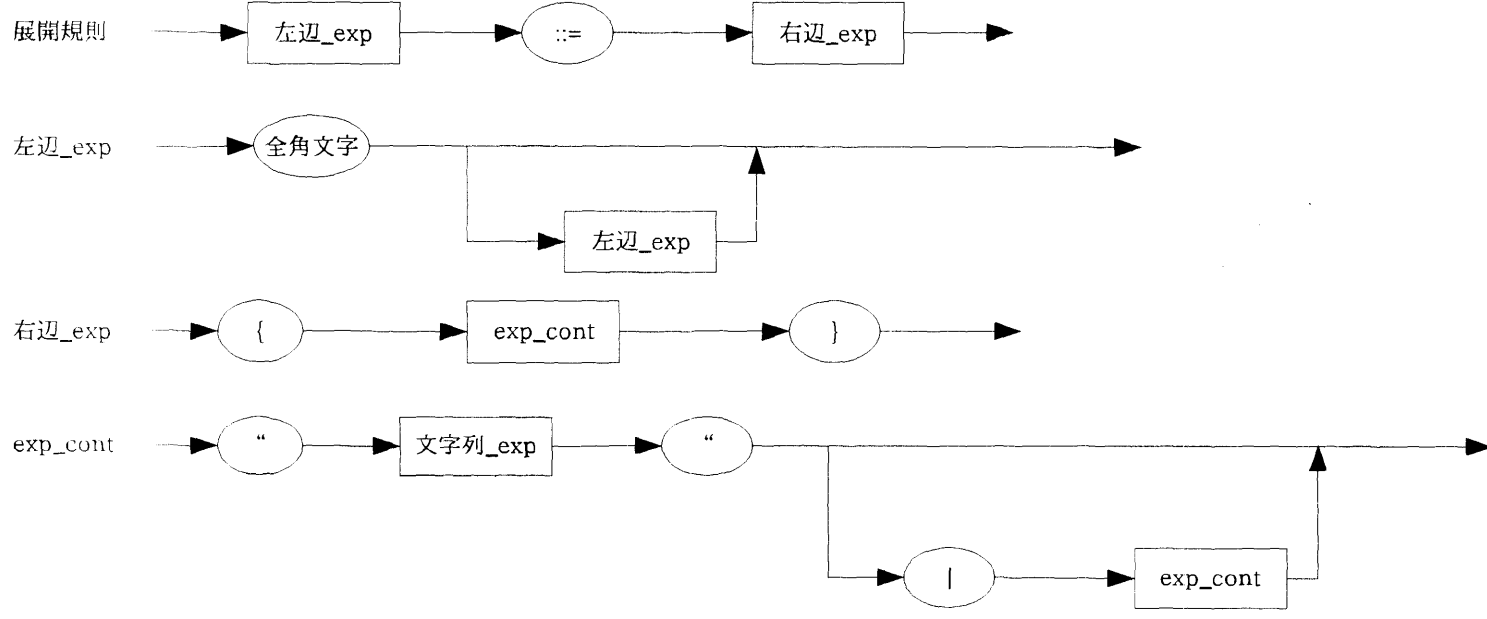 展開規則 左辺_exp ::= 右辺_exp
左辺_exp 全角文字
左辺_exp
右辺_exp { exp_cont }
exp_cont “ 文字列_exp “
| exp_cont